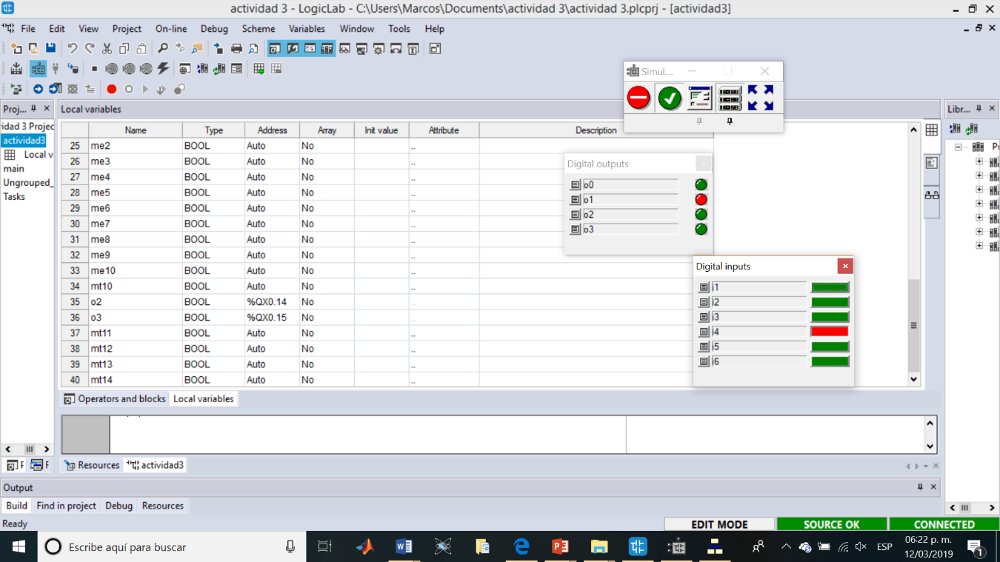 actividad 3 - LogicLab - C:\Users\Marcos\Documents\actividad 3\actividad 3.plcprj - [actividad3]
File Edit View Project On-line Debug Scheme Variables Window Tools Help
SimuL...
Proj...
Local variables
Libr...
idad 3 Projec
actividad3
Local va
main
Ungrouped_
Tasks
Name Type Address Array Init value Attribute Description
25 me2 BOOL Auto No ..
26 me3 BOOL Auto No ..
27 me4 BOOL Auto No ..
28 me5 BOOL Auto No ..
29 me6 BOOL Auto No ..
30 me7 BOOL Auto No ..
31 me8 BOOL Auto No ..
32 me9 BOOL Auto No ..
33 me10 BOOL Auto No ..
34 mt10 BOOL Auto No ..
35 o2 BOOL %QX0.14 No ..
36 o3 BOOL %QX0.15 No ..
37 mt11 BOOL Auto No ..
38 mt12 BOOL Auto No ..
39 mt13 BOOL Auto No ..
40 mt14 BOOL Auto No ..
Digital outputs
o0
o1
o2
o3
Digital inputs
i1
i2
i3
i4
i5
i6
Pr
Operators and blocks Local variables
Resources actividad3
Output
Build Find in project Debug Resources
Ready
EDIT MODE SOURCE OK CONNECTED
Escribe aquí para buscar
ESP
06:22 p. m.
12/03/2019
1